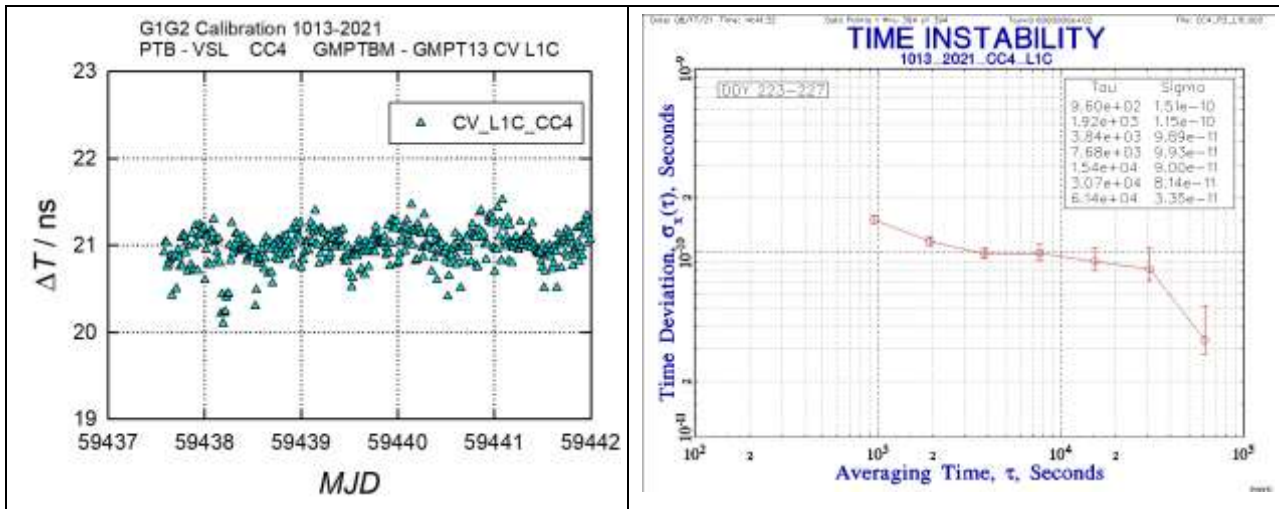 G1G2 Calibration 1013-2021
PTB - VSL CC4 GMPTBM - GMPT13 CV L1C
23
22
21
20
19
ΔT / ns
CV_L1C_CC4
59437 59438 59439 59440 59441 59442
MJD
TIME INSTABILITY
1013_2021_CC4_L1C
DOY 223-227
Tau Sigma
9.60e+02 1.51e-10
1.92e+03 1.15e-10
3.84e+03 9.89e-11
7.68e+03 9.93e-11
1.54e+04 9.00e-11
3.07e+04 8.14e-11
6.14e+04 3.35e-11
Time Deviation, σx(τ), Seconds
10⁻⁹
2
10⁻¹⁰
2
10⁻¹¹
10² 2 10³ 2 10⁴ 2 10⁵
Averaging Time, τ, Seconds